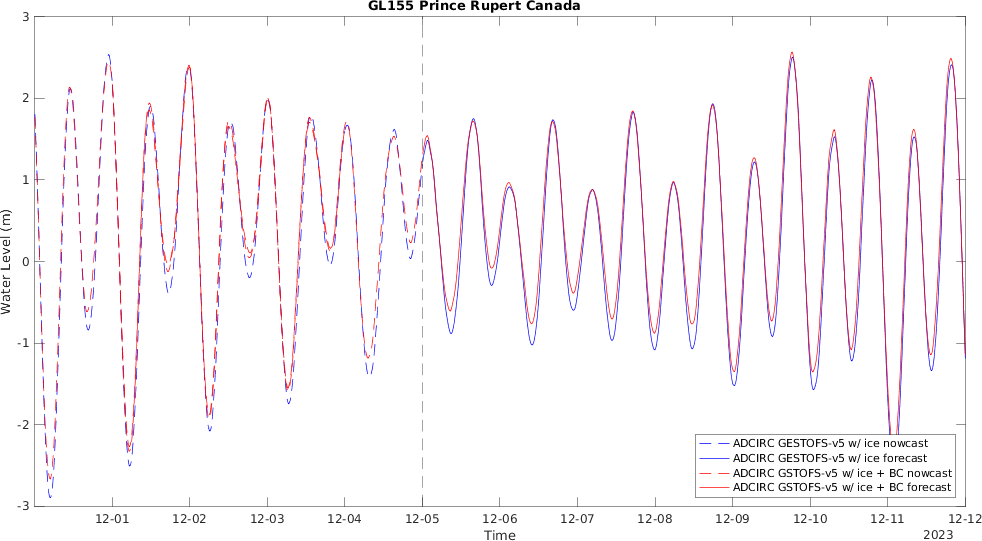 GL155 Prince Rupert Canada
3
2
1
0
-1
-2
-3
Water Level (m)
ADCIRC GESTOFS-v5 w/ ice nowcast
ADCIRC GESTOFS-v5 w/ ice forecast
ADCIRC GSTOFS-v5 w/ ice + BC nowcast
ADCIRC GSTOFS-v5 w/ ice + BC forecast
12-01 12-02 12-03 12-04 12-05 12-06 12-07 12-08 12-09 12-10 12-11 12-12
Time
2023